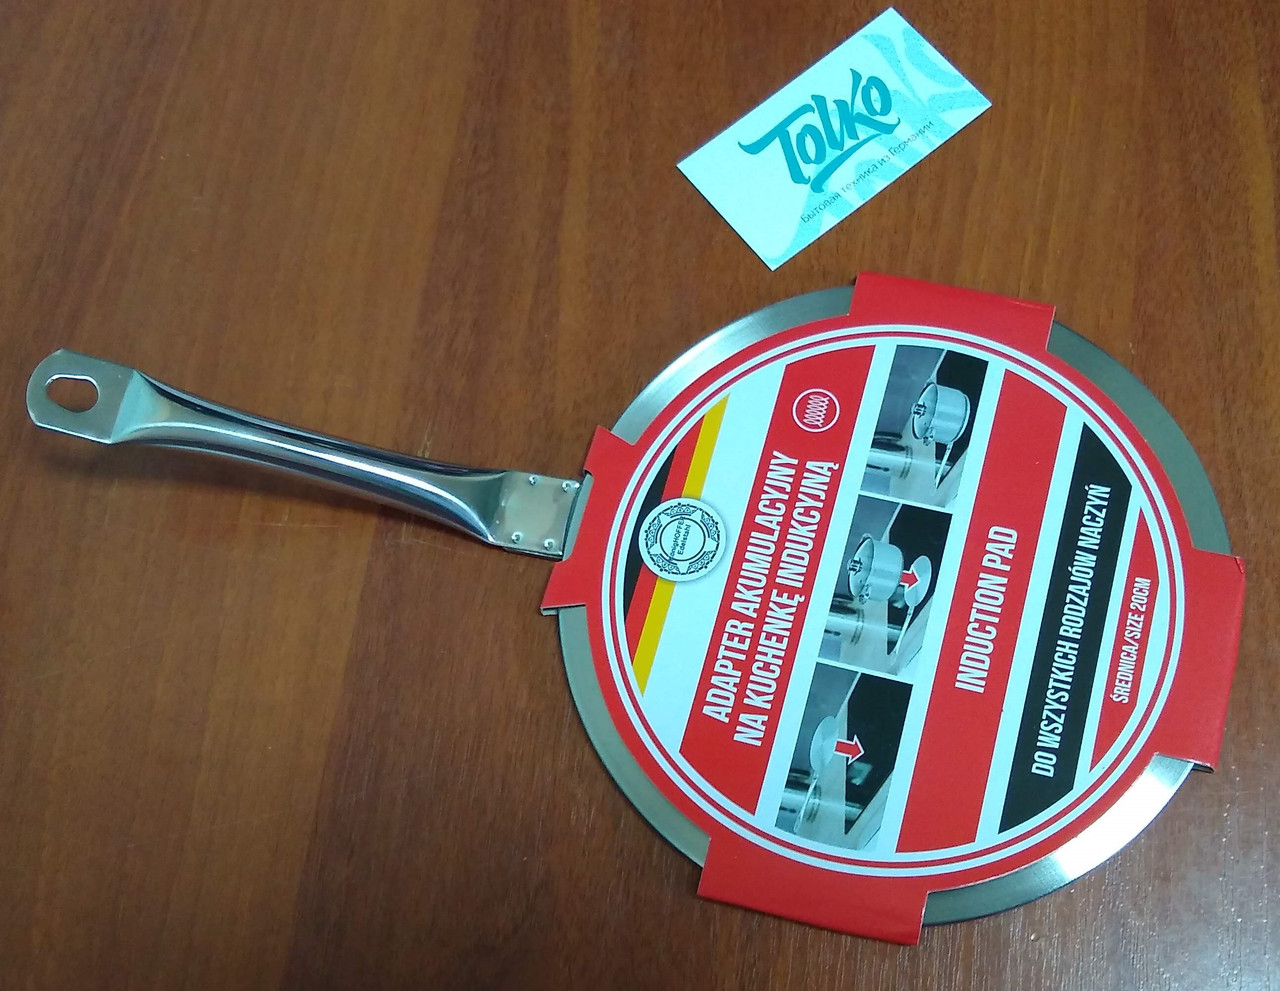 Tolko
Бытовая техника из Германии
Edelstahl
ADAPTER AKUMULACYJNY
NA KUCHENKĘ INDUKCYJNĄ
INDUCTION PAD
DO WSZYSTKICH RODZAJÓW NACZYŃ
ŚREDNICA/SIZE 20CM